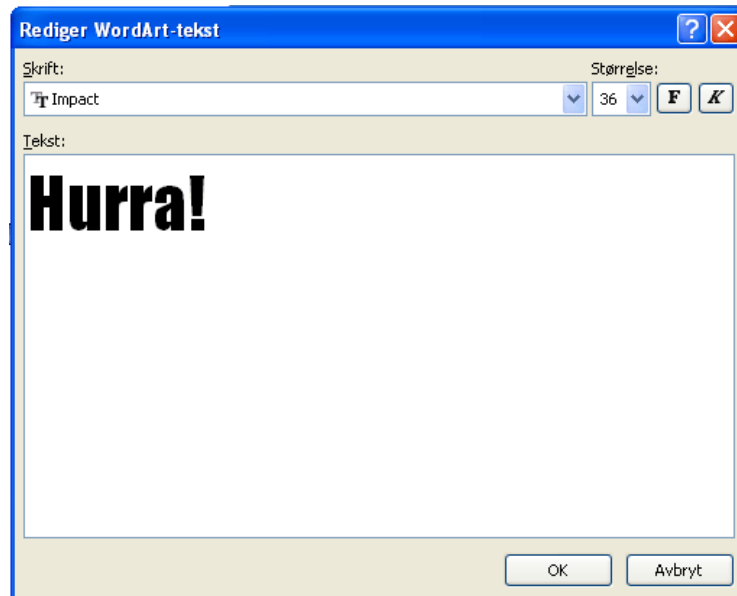 Rediger WordArt-tekst
Skrift: Størrelse:
Impact 36 F K
Tekst:
Hurra!
OK Avbryt